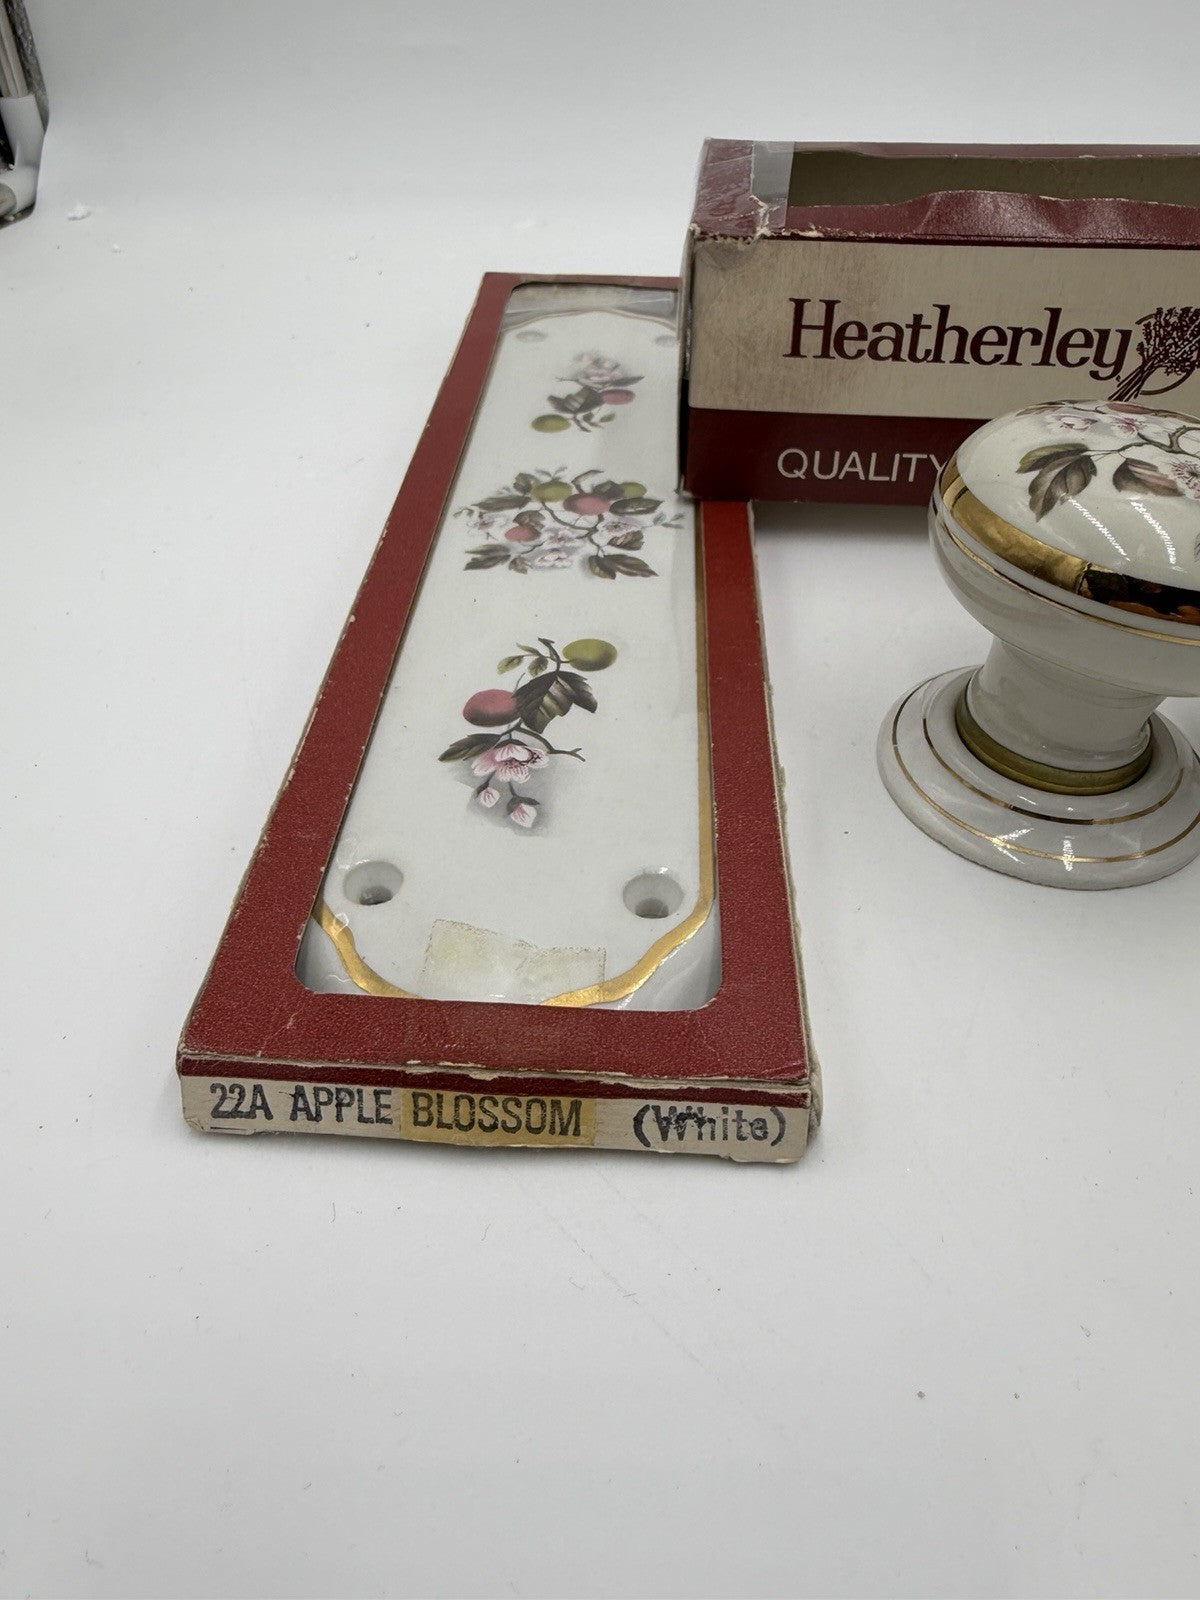 Heatherley
QUALITY
22A APPLE BLOSSOM (White)